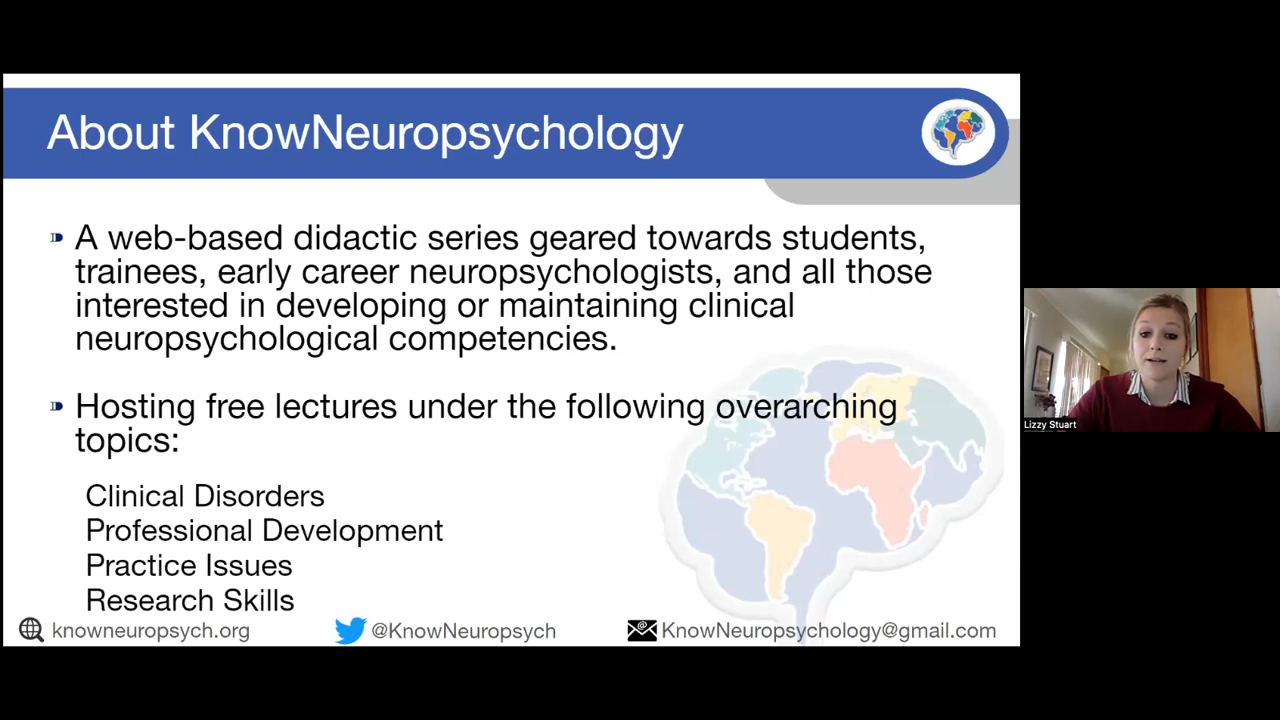 About KnowNeuropsychology
A web-based didactic series geared towards students,
trainees, early career neuropsychologists, and all those
interested in developing or maintaining clinical
neuropsychological competencies.
Hosting free lectures under the following overarching
topics:
Clinical Disorders
Professional Development
Practice Issues
Research Skills
knowneuropsych.org
@KnowNeuropsych
KnowNeuropsychology@gmail.com
Lizzy Stuart